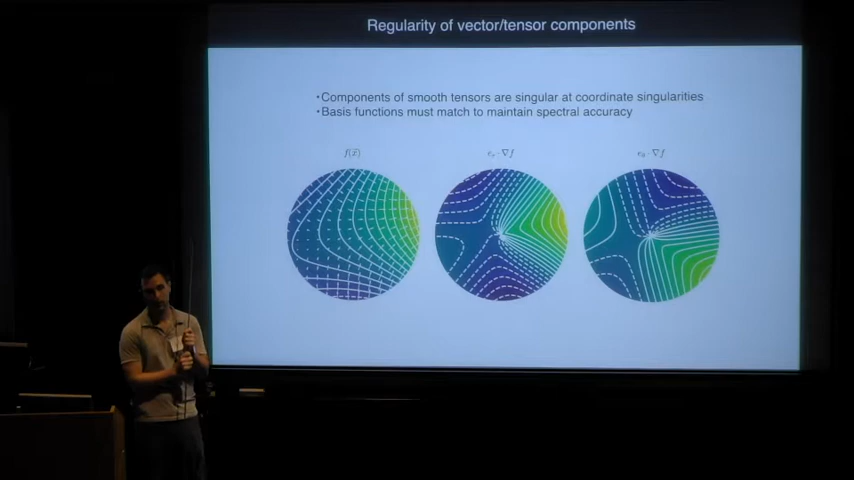 Regularity of vector/tensor components
•Components of smooth tensors are singular at coordinate singularities
•Basis functions must match to maintain spectral accuracy
f(x⃗)
e_r · ∇f
e_θ · ∇f